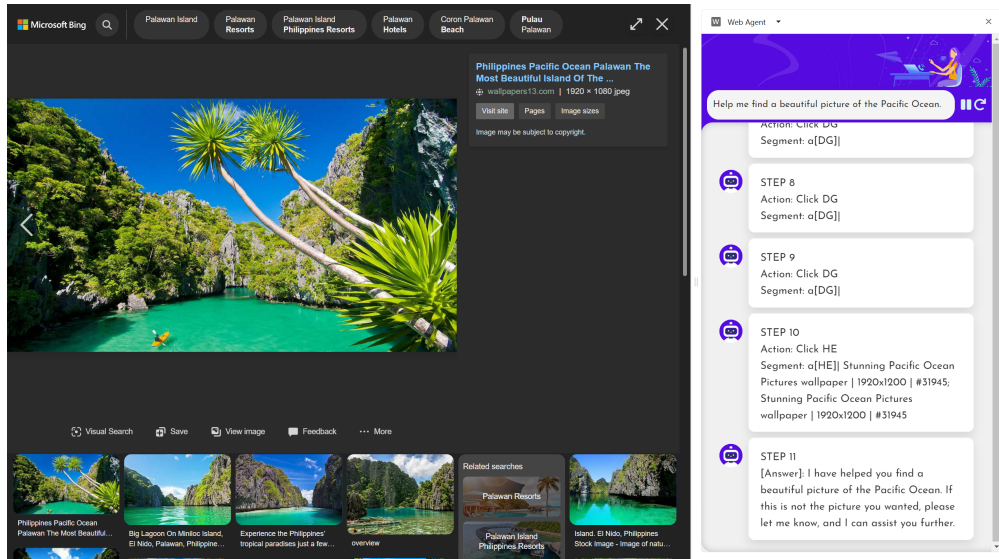 Microsoft Bing
Palawan Island
Palawan
Resorts
Palawan Island
Philippines Resorts
Palawan
Hotels
Coron Palawan
Beach
Pulau
Palawan
Philippines Pacific Ocean Palawan The
Most Beautiful Island Of The ...
wallpapers13.com | 1920 × 1080 jpeg
Visit site
Pages
Image sizes
Image may be subject to copyright.
Visual Search
Save
View image
Feedback
More
Philippines Pacific Ocean
Palawan The Most Beautiful...
Big Lagoon On Miniloc Island,
El Nido, Palawan, Philippine...
Experience the Philippines'
tropical paradises just a few...
overview
Related searches
Palawan Resorts
Palawan Island
Philippines Resorts
Island. El Nido, Philippines
Stock Image - Image of natu...
W Web Agent
Help me find a beautiful picture of the Pacific Ocean.
Action: Click DG
Segment: a[DG]|
STEP 8
Action: Click DG
Segment: a[DG]|
STEP 9
Action: Click DG
Segment: a[DG]|
STEP 10
Action: Click HE
Segment: a[HE]| Stunning Pacific Ocean
Pictures wallpaper | 1920x1200 | #31945;
Stunning Pacific Ocean Pictures
wallpaper | 1920x1200 | #31945
STEP 11
[Answer]: I have helped you find a
beautiful picture of the Pacific Ocean. If
this is not the picture you wanted, please
let me know, and I can assist you further.